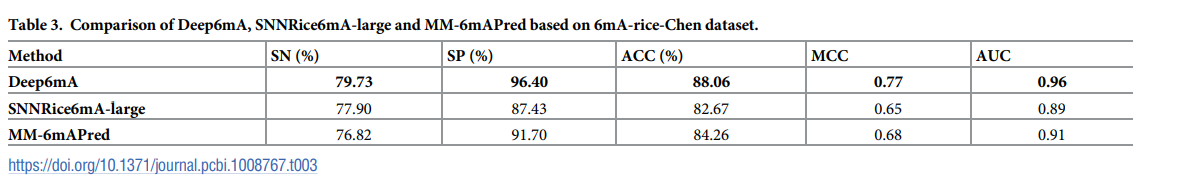 Table 3. Comparison of Deep6mA, SNNRice6mA-large and MM-6mAPred based on 6mA-rice-Chen dataset.
Method SN (%) SP (%) ACC (%) MCC AUC
Deep6mA 79.73 96.40 88.06 0.77 0.96
SNNRice6mA-large 77.90 87.43 82.67 0.65 0.89
MM-6mAPred 76.82 91.70 84.26 0.68 0.91
https://doi.org/10.1371/journal.pcbi.1008767.t003